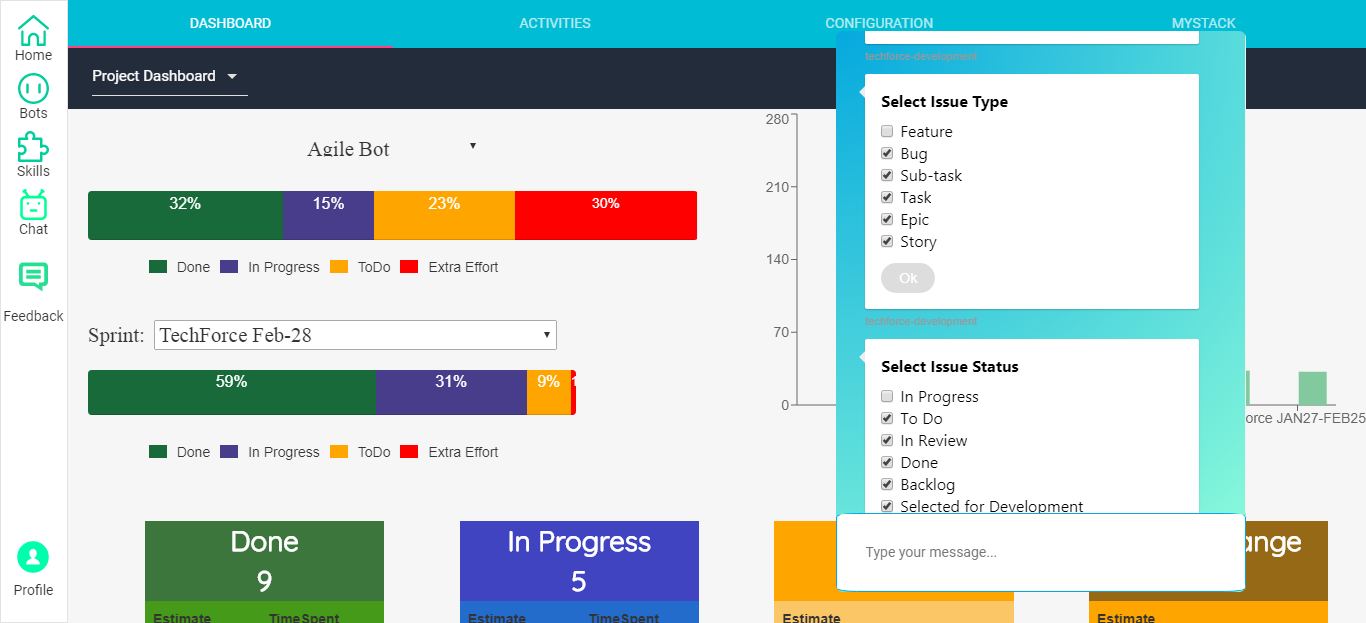 DASHBOARD
ACTIVITIES
CONFIGURATION
MYSTACK
Home
Bots
Skills
Chat
Feedback
Profile
Project Dashboard
Agile Bot
32%
15%
23%
30%
Done
In Progress
ToDo
Extra Effort
Sprint:
TechForce Feb-28
59%
31%
9%
Done
In Progress
ToDo
Extra Effort
Done
9
Estimate
TimeSpent
In Progress
5
Estimate
TimeSpent
Estimate
ange
Estimate
280
210
140
70
0
orce JAN27-FEB25
techforce-development
Select Issue Type
Feature
Bug
Sub-task
Task
Epic
Story
Ok
techforce-development
Select Issue Status
In Progress
To Do
In Review
Done
Backlog
Selected for Development
Type your message...